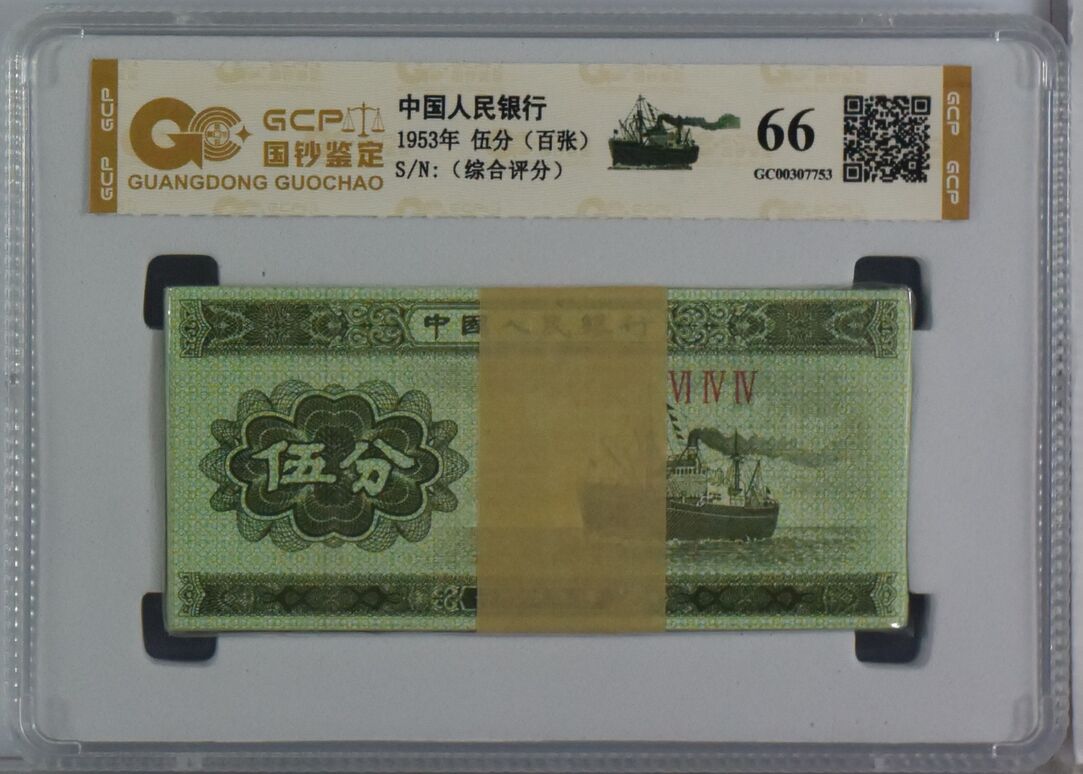 GCP
GCP
GCP
国钞鉴定
GUANGDONG GUOCHAO
中国人民银行
1953年 伍分（百张）
S/N:（综合评分）
66
GC00307753
GCP
GCP
中国人民银行
VI IV IV
伍分